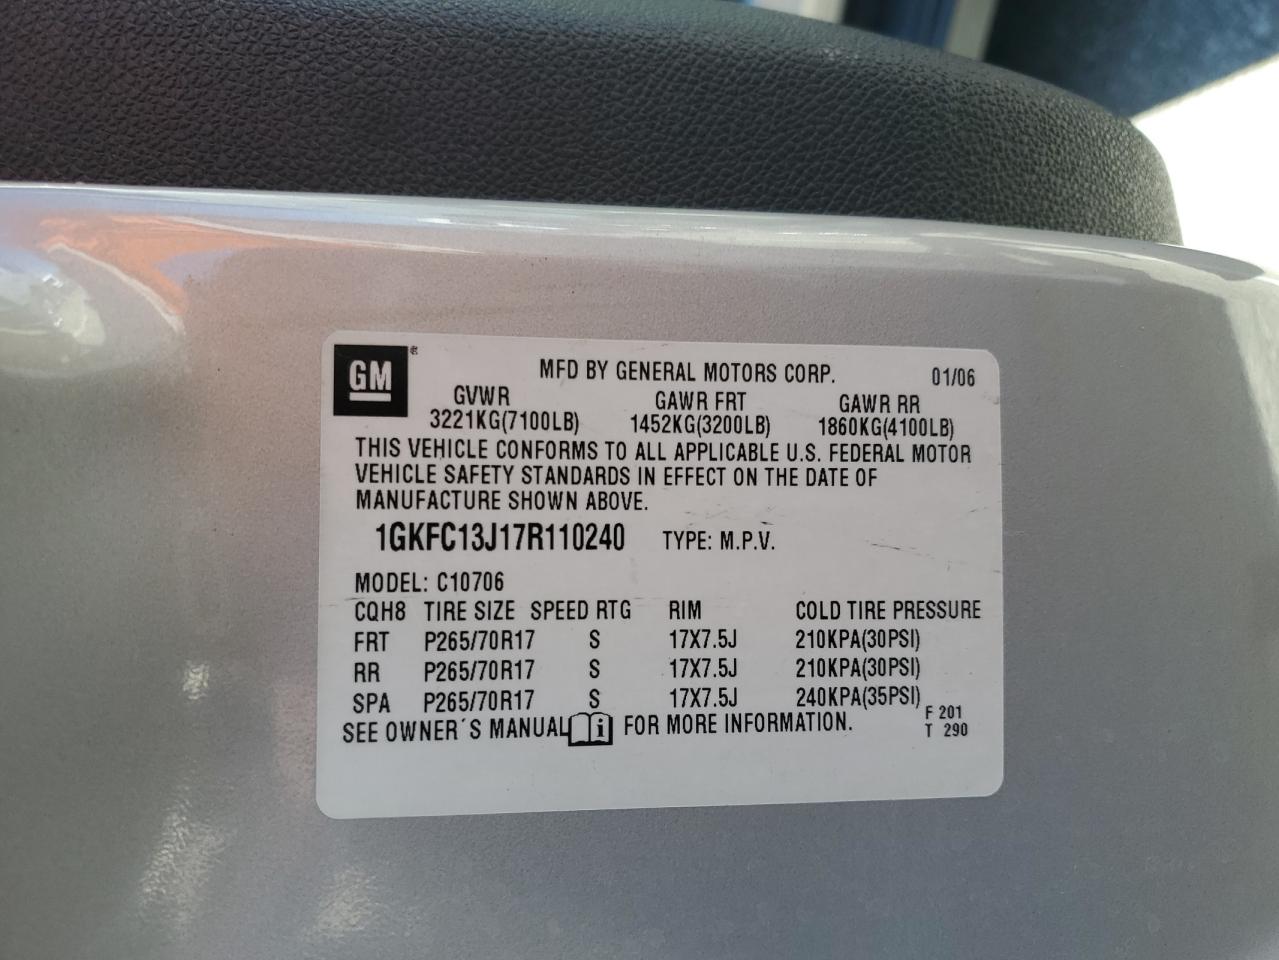 GM
MFD BY GENERAL MOTORS CORP. 01/06
GVWR GAWR FRT GAWR RR
3221KG(7100LB) 1452KG(3200LB) 1860KG(4100LB)
THIS VEHICLE CONFORMS TO ALL APPLICABLE U.S. FEDERAL MOTOR
VEHICLE SAFETY STANDARDS IN EFFECT ON THE DATE OF
MANUFACTURE SHOWN ABOVE.
1GKFC13J17R110240 TYPE: M.P.V.
MODEL: C10706
CQH8 TIRE SIZE SPEED RTG RIM COLD TIRE PRESSURE
FRT P265/70R17 S 17X7.5J 210KPA(30PSI)
RR P265/70R17 S 17X7.5J 210KPA(30PSI)
SPA P265/70R17 S 17X7.5J 240KPA(35PSI)
SEE OWNER´S MANUAL i FOR MORE INFORMATION. F 201
T 290